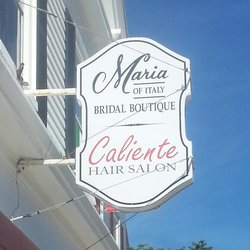 Maria
OF ITALY
BRIDAL BOUTIQUE
Caliente
HAIR SALON